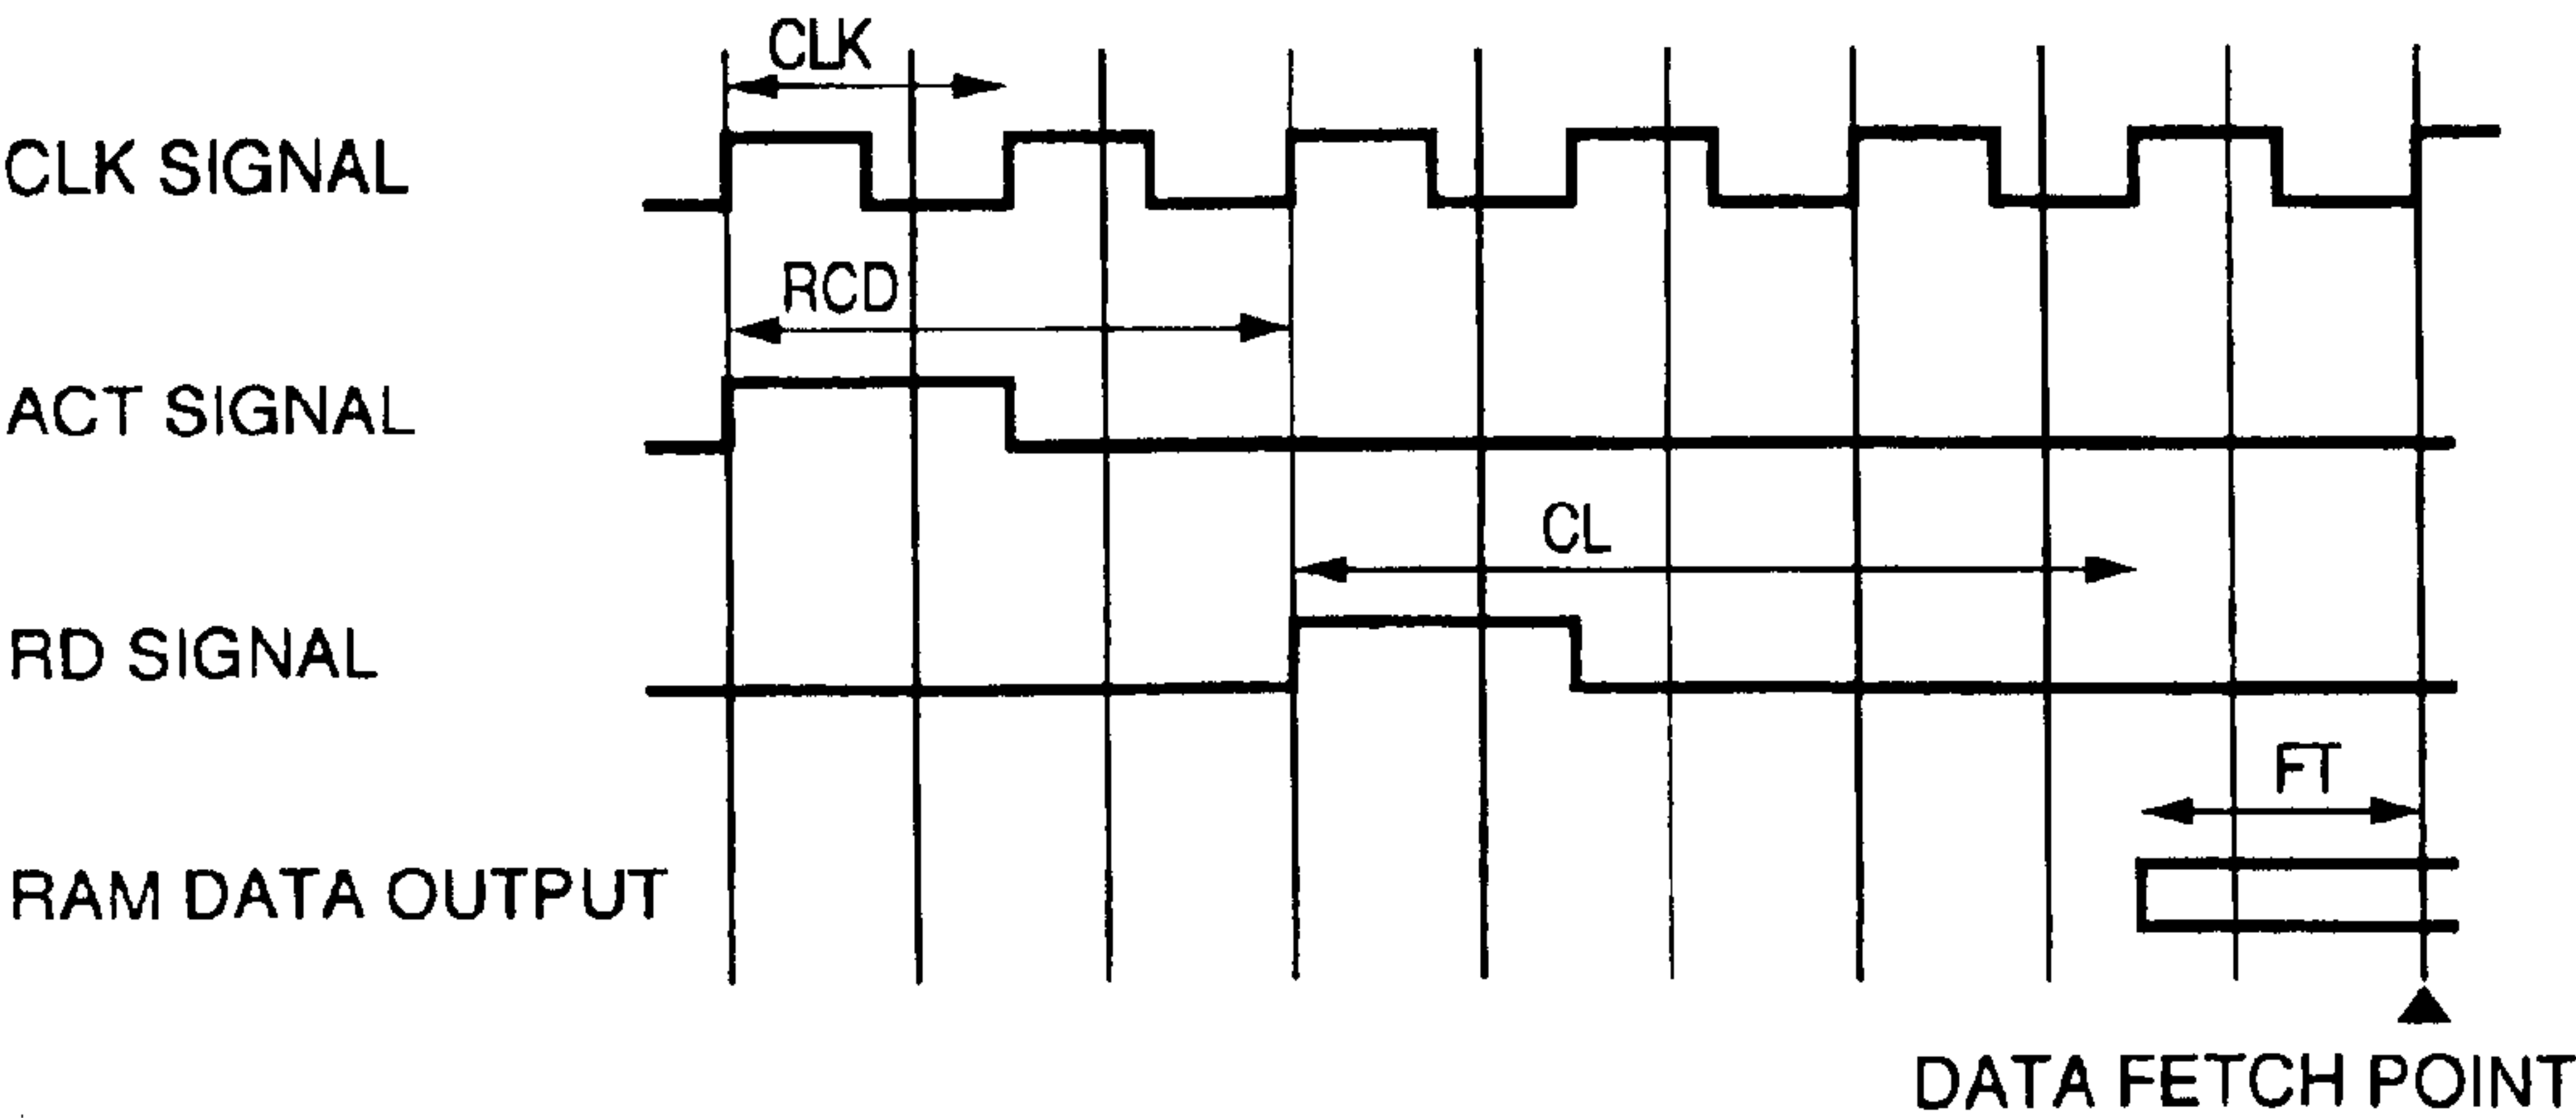 CLK
CLK SIGNAL
RCD
ACT SIGNAL
CL
RD SIGNAL
FT
RAM DATA OUTPUT
DATA FETCH POINT